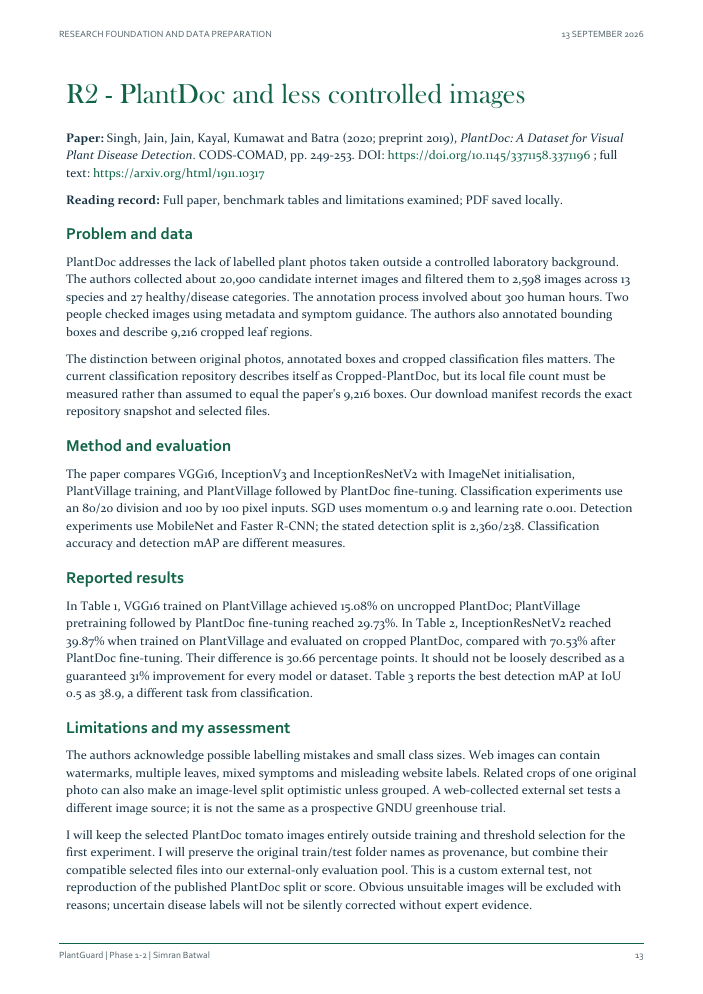 RESEARCH FOUNDATION AND DATA PREPARATION
13 SEPTEMBER 2026
R2 - PlantDoc and less controlled images
Paper: Singh, Jain, Jain, Kayal, Kumawat and Batra (2020; preprint 2019), PlantDoc: A Dataset for Visual
Plant Disease Detection. CODS-COMAD, pp. 249-253. DOI: https://doi.org/10.1145/3371158.3371196 ; full
text: https://arxiv.org/html/1911.10317
Reading record: Full paper, benchmark tables and limitations examined; PDF saved locally.
Problem and data
PlantDoc addresses the lack of labelled plant photos taken outside a controlled laboratory background.
The authors collected about 20,900 candidate internet images and filtered them to 2,598 images across 13
species and 27 healthy/disease categories. The annotation process involved about 300 human hours. Two
people checked images using metadata and symptom guidance. The authors also annotated bounding
boxes and describe 9,216 cropped leaf regions.
The distinction between original photos, annotated boxes and cropped classification files matters. The
current classification repository describes itself as Cropped-PlantDoc, but its local file count must be
measured rather than assumed to equal the paper's 9,216 boxes. Our download manifest records the exact
repository snapshot and selected files.
Method and evaluation
The paper compares VGG16, InceptionV3 and InceptionResNetV2 with ImageNet initialisation,
PlantVillage training, and PlantVillage followed by PlantDoc fine-tuning. Classification experiments use
an 80/20 division and 100 by 100 pixel inputs. SGD uses momentum 0.9 and learning rate 0.001. Detection
experiments use MobileNet and Faster R-CNN; the stated detection split is 2,360/238. Classification
accuracy and detection mAP are different measures.
Reported results
In Table 1, VGG16 trained on PlantVillage achieved 15.08% on uncropped PlantDoc; PlantVillage
pretraining followed by PlantDoc fine-tuning reached 29.73%. In Table 2, InceptionResNetV2 reached
39.87% when trained on PlantVillage and evaluated on cropped PlantDoc, compared with 70.53% after
PlantDoc fine-tuning. Their difference is 30.66 percentage points. It should not be loosely described as a
guaranteed 31% improvement for every model or dataset. Table 3 reports the best detection mAP at IoU
0.5 as 38.9, a different task from classification.
Limitations and my assessment
The authors acknowledge possible labelling mistakes and small class sizes. Web images can contain
watermarks, multiple leaves, mixed symptoms and misleading website labels. Related crops of one original
photo can also make an image-level split optimistic unless grouped. A web-collected external set tests a
different image source; it is not the same as a prospective GNDU greenhouse trial.
I will keep the selected PlantDoc tomato images entirely outside training and threshold selection for the
first experiment. I will preserve the original train/test folder names as provenance, but combine their
compatible selected files into our external-only evaluation pool. This is a custom external test, not
reproduction of the published PlantDoc split or score. Obvious unsuitable images will be excluded with
reasons; uncertain disease labels will not be silently corrected without expert evidence.
PlantGuard | Phase 1-2 | Simran Batwal
13